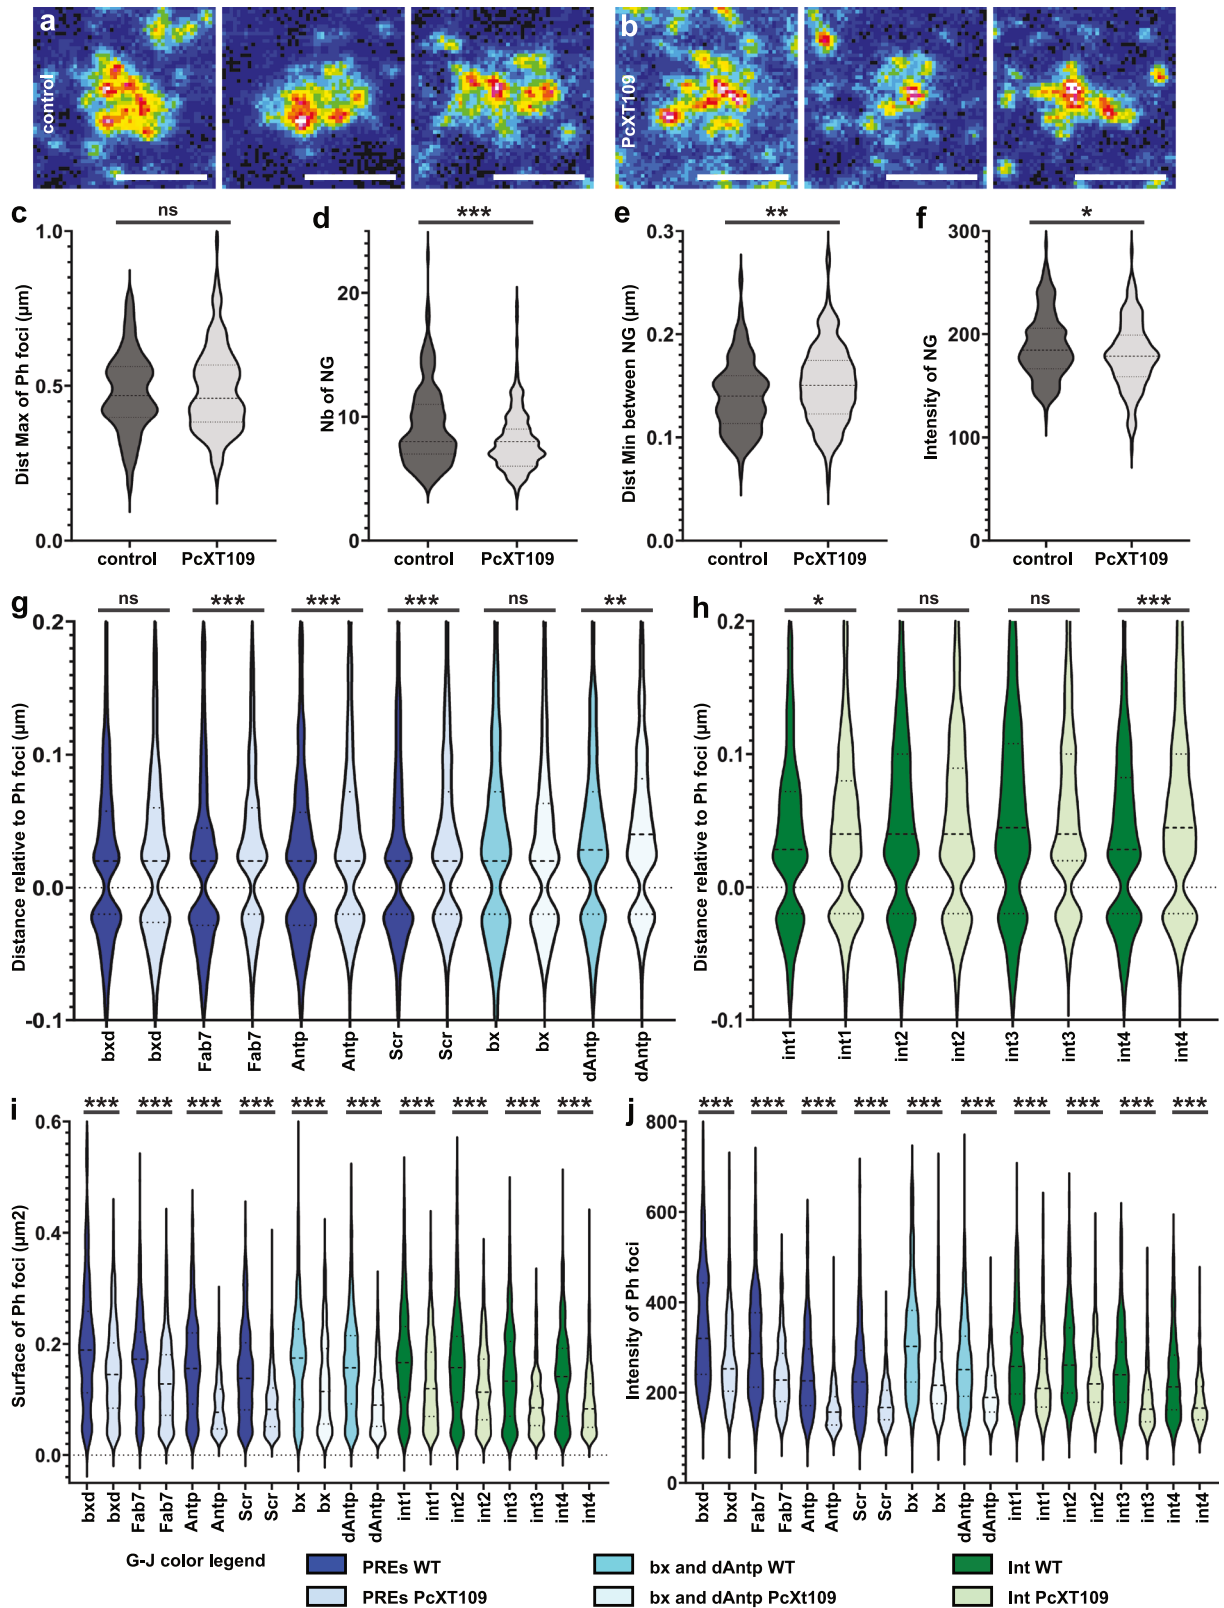 a
control
b
PcXT109
c
ns
Dist Max of Ph foci (µm)
1.0
0.5
0.0
control
PcXT109
d
***
Nb of NG
20
10
0
control
PcXT109
e
**
Dist Min between NG (µm)
0.3
0.2
0.1
0.0
control
PcXT109
f
*
Intensity of NG
300
200
100
0
control
PcXT109
g
ns
***
***
***
ns
**
Distance relative to Ph foci (µm)
0.2
0.1
0.0
-0.1
bxd
bxd
Fab7
Fab7
Antp
Antp
Scr
Scr
bx
bx
dAntp
dAntp
h
*
ns
ns
***
Distance relative to Ph foci (µm)
0.2
0.1
0.0
-0.1
int1
int1
int2
int2
int3
int3
int4
int4
i
***
***
***
***
***
***
***
***
***
***
Surface of Ph foci (µm2)
0.6
0.4
0.2
0.0
bxd
bxd
Fab7
Fab7
Antp
Antp
Scr
Scr
bx
bx
dAntp
dAntp
int1
int1
int2
int2
int3
int3
int4
int4
j
***
***
***
***
***
***
***
***
***
***
Intensity of Ph foci
800
600
400
200
0
bxd
bxd
Fab7
Fab7
Antp
Antp
Scr
Scr
bx
bx
dAntp
dAntp
int1
int1
int2
int2
int3
int3
int4
int4
G-J color legend
PREs WT
bx and dAntp WT
Int WT
PREs PcXT109
bx and dAntp PcXt109
Int PcXT109